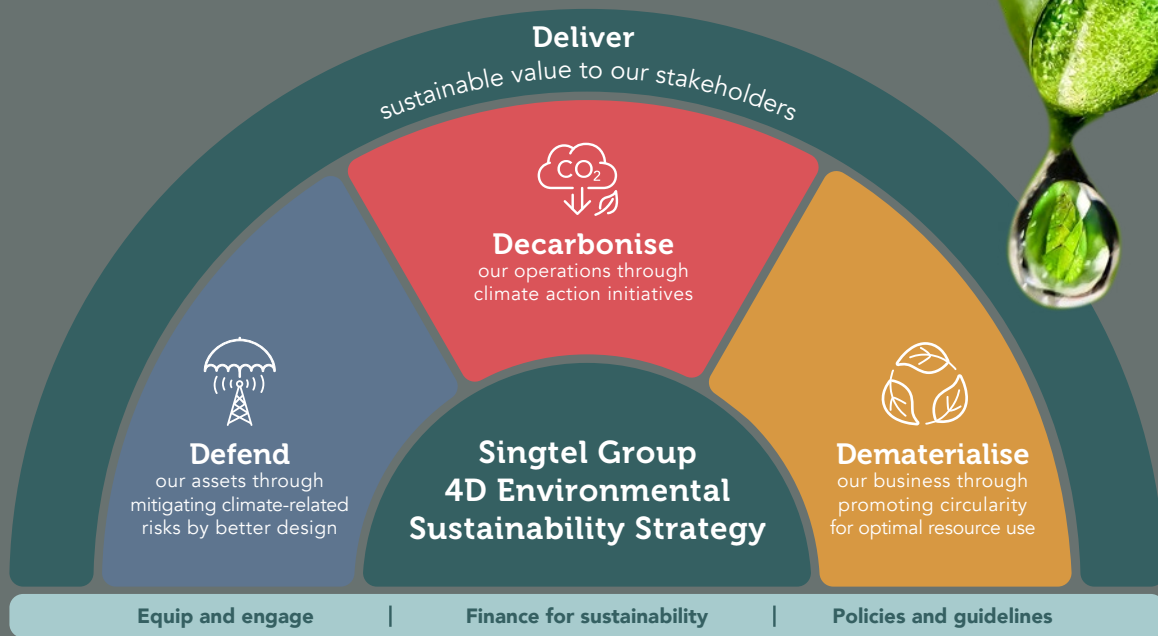 Deliver
sustainable value to our stakeholders
CO₂
Decarbonise
our operations through
climate action initiatives
Defend
our assets through
mitigating climate-related
risks by better design
Singtel Group
4D Environmental
Sustainability Strategy
Dematerialise
our business through
promoting circularity
for optimal resource use
Equip and engage | Finance for sustainability | Policies and guidelines